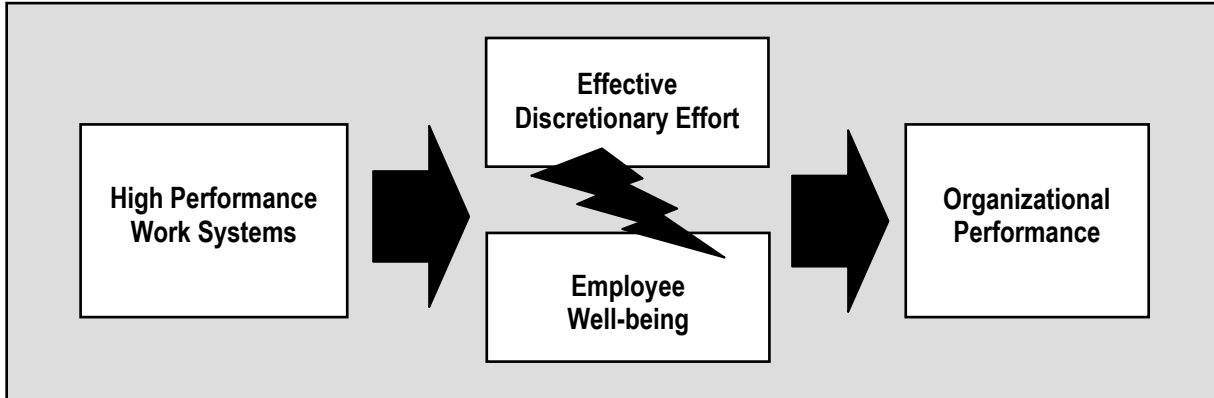 High Performance
Work Systems
Effective
Discretionary Effort
Employee
Well-being
Organizational
Performance